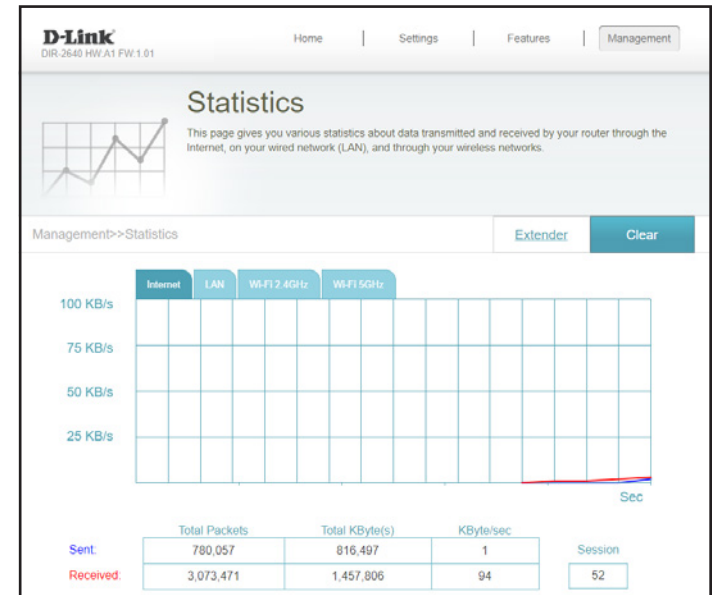 D-Link
DIR-2640 HW:A1 FW:1.01
Home | Settings | Features | Management
Statistics
This page gives you various statistics about data transmitted and received by your router through the
Internet, on your wired network (LAN), and through your wireless networks.
Management>>Statistics
Extender
Clear
Internet LAN Wi-Fi 2.4GHz Wi-Fi 5GHz
100 KB/s
75 KB/s
50 KB/s
25 KB/s
Sec
Total Packets Total KByte(s) KByte/sec
Sent: 780,057 816,497 1 Session
Received: 3,073,471 1,457,806 94 52